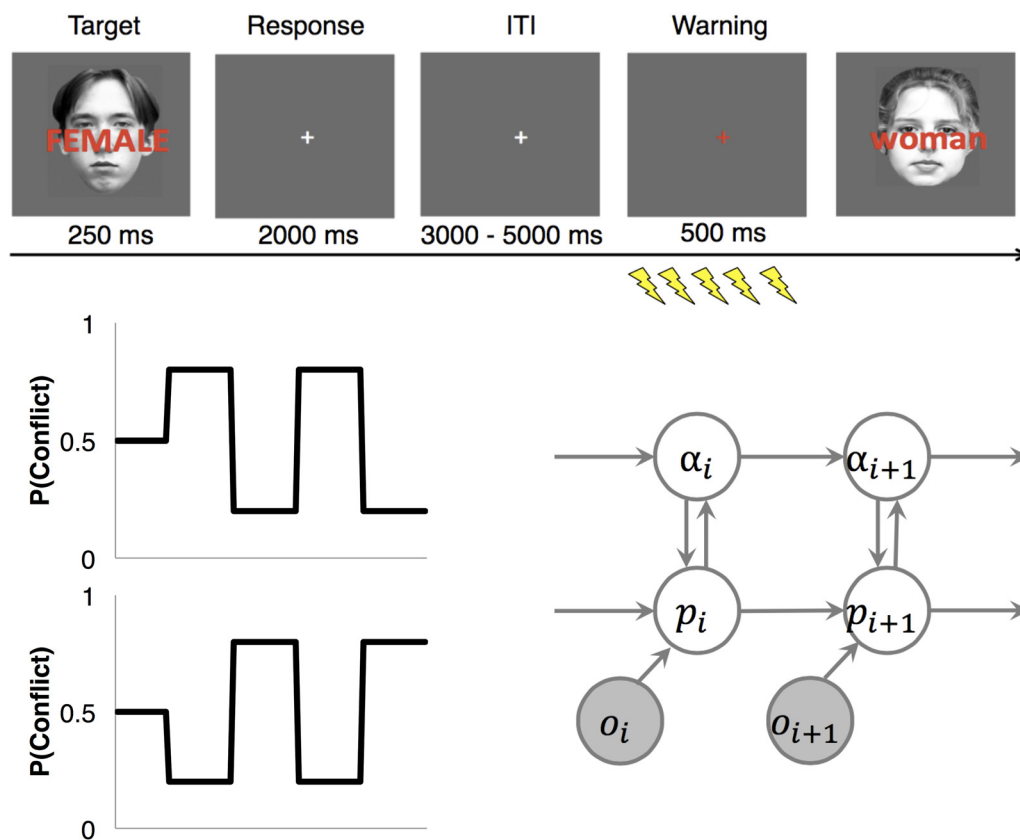 Target Response ITI Warning
FEMALE + + + woman
250 ms 2000 ms 3000 - 5000 ms 500 ms
P(Conflict)
1
0.5
0
P(Conflict)
1
0.5
0
αᵢ αᵢ₊₁
pᵢ pᵢ₊₁
oᵢ oᵢ₊₁